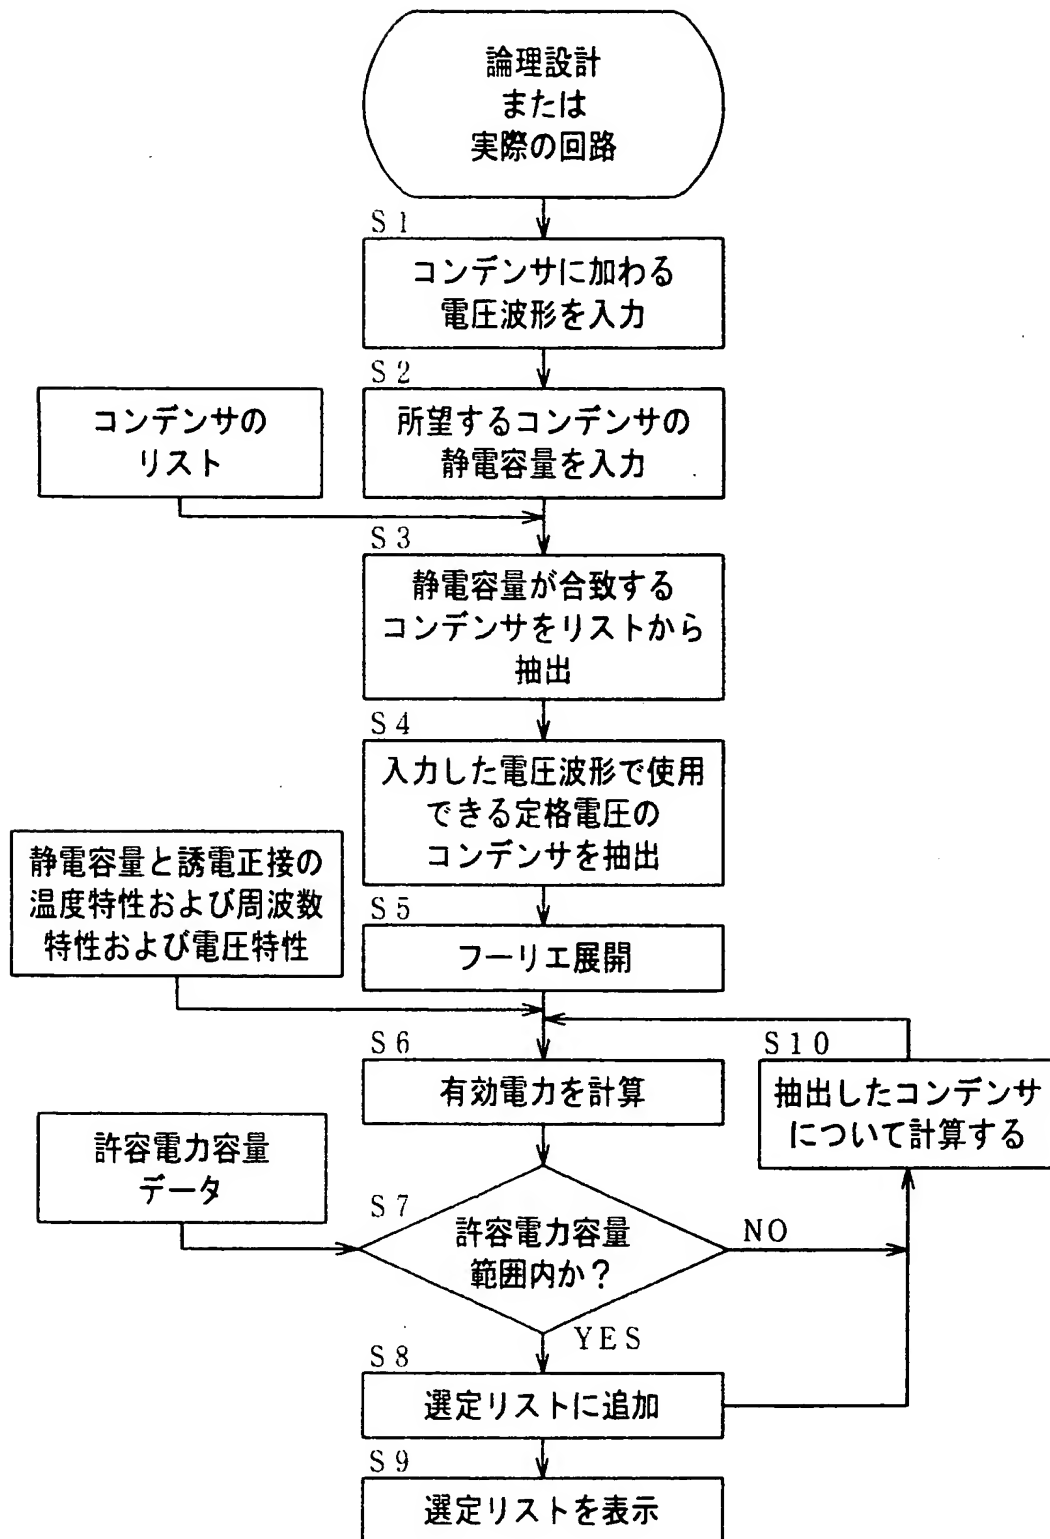 論理設計
または
実際の回路
S1
コンデンサに加わる
電圧波形を入力
S2
所望するコンデンサの
静電容量を入力
コンデンサの
リスト
S3
静電容量が合致する
コンデンサをリストから
抽出
S4
入力した電圧波形で使用
できる定格電圧の
コンデンサを抽出
静電容量と誘電正接の
温度特性および周波数
特性および電圧特性
S5
フーリエ展開
S6
有効電力を計算
S10
抽出したコンデンサ
について計算する
許容電力容量
データ
S7
許容電力容量
範囲内か?
NO
YES
S8
選定リストに追加
S9
選定リストを表示